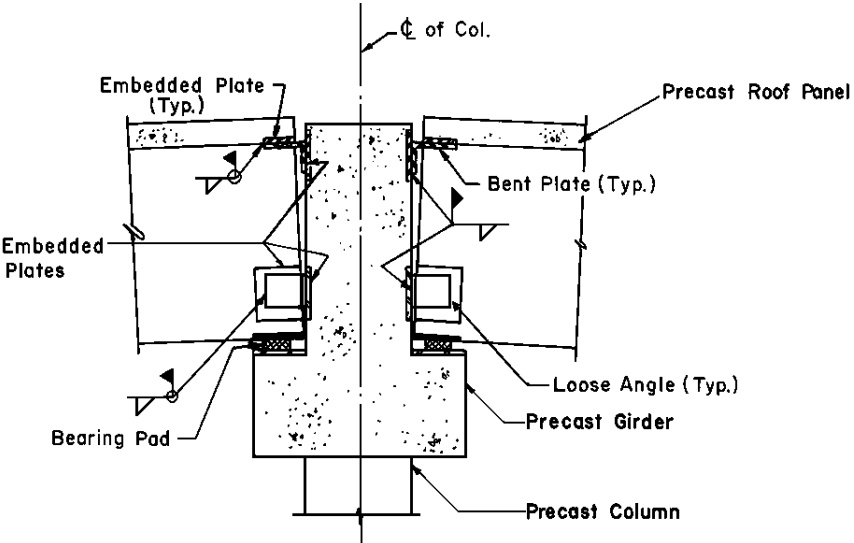 ℄ of Col.
Embedded Plate
(Typ.)
Precast Roof Panel
Bent Plate (Typ.)
Embedded
Plates
Loose Angle (Typ.)
Precast Girder
Bearing Pad
Precast Column